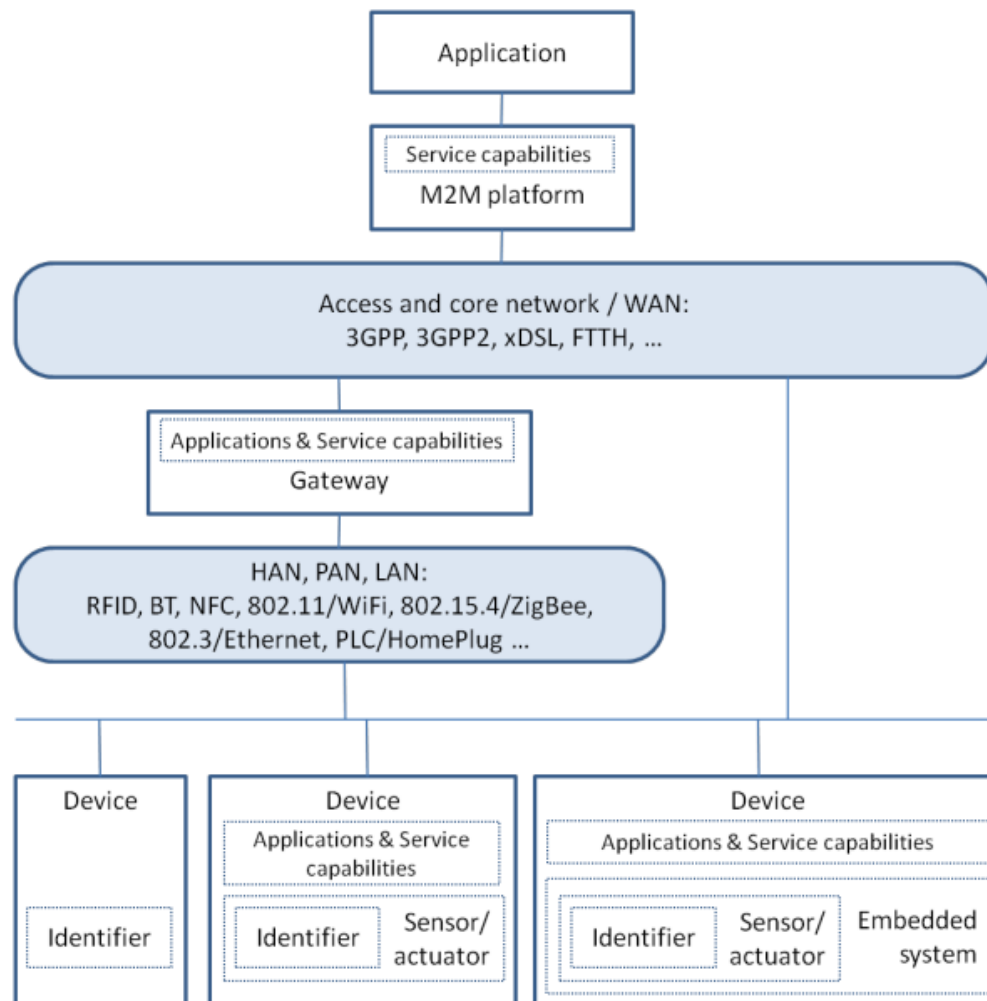 Application
Service capabilities
M2M platform
Access and core network / WAN:
3GPP, 3GPP2, xDSL, FTTH, ...
Applications & Service capabilities
Gateway
HAN, PAN, LAN:
RFID, BT, NFC, 802.11/WiFi, 802.15.4/ZigBee,
802.3/Ethernet, PLC/HomePlug ...
Device
Identifier
Device
Applications & Service
capabilities
Identifier
Sensor/
actuator
Device
Applications & Service capabilities
Identifier
Sensor/
actuator
Embedded
system